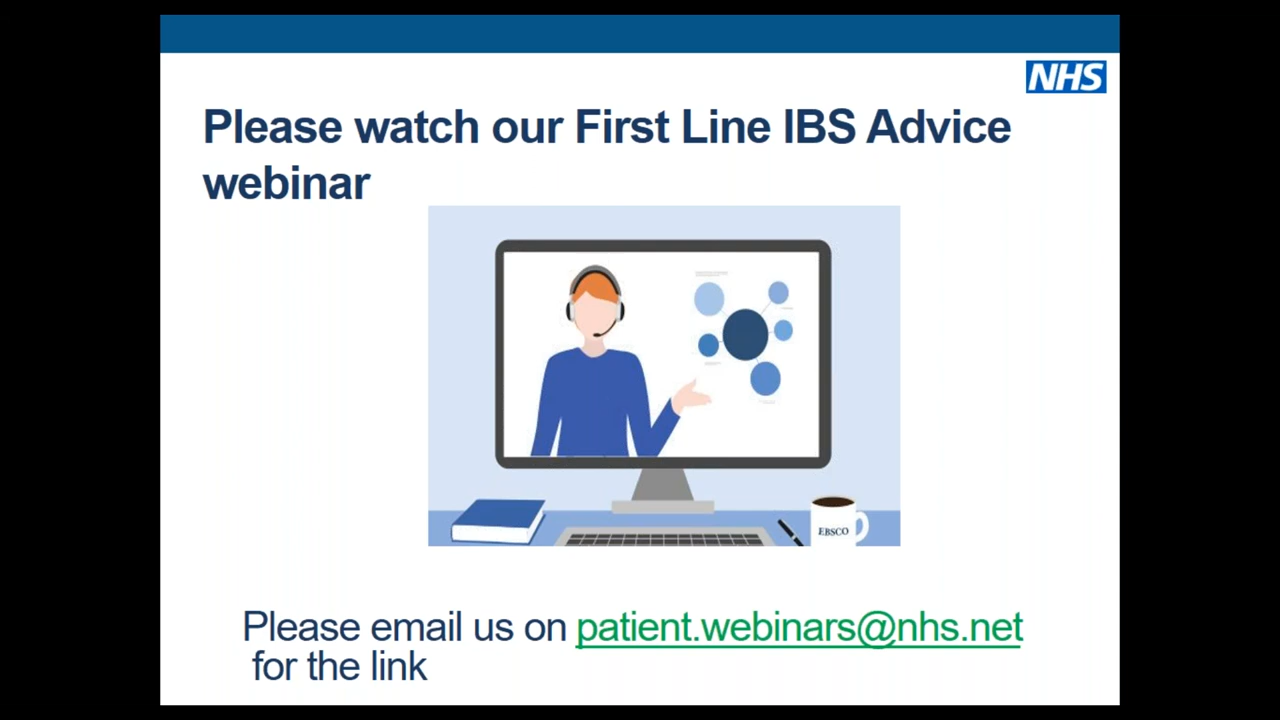 NHS
Please watch our First Line IBS Advice
webinar
EBSCO
Please email us on patient.webinars@nhs.net
for the link